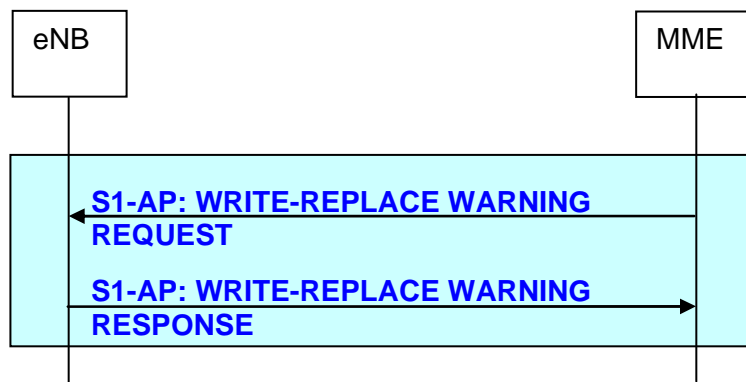 eNB
MME
S1-AP: WRITE-REPLACE WARNING
REQUEST
S1-AP: WRITE-REPLACE WARNING
RESPONSE